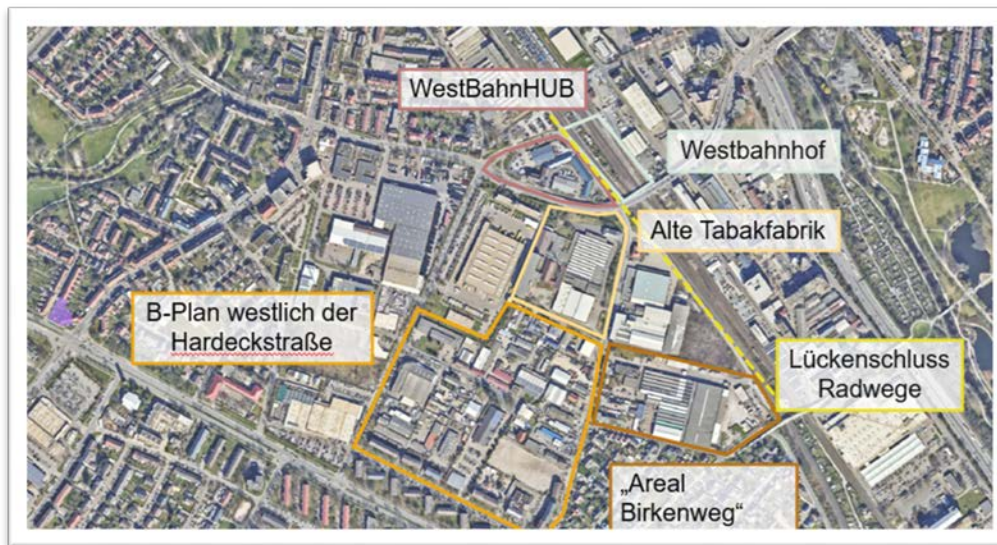 WestBahnHUB
Westbahnhof
Alte Tabakfabrik
B-Plan westlich der
Hardeckstraße
Lückenschluss
Radwege
„Areal
Birkenweg“